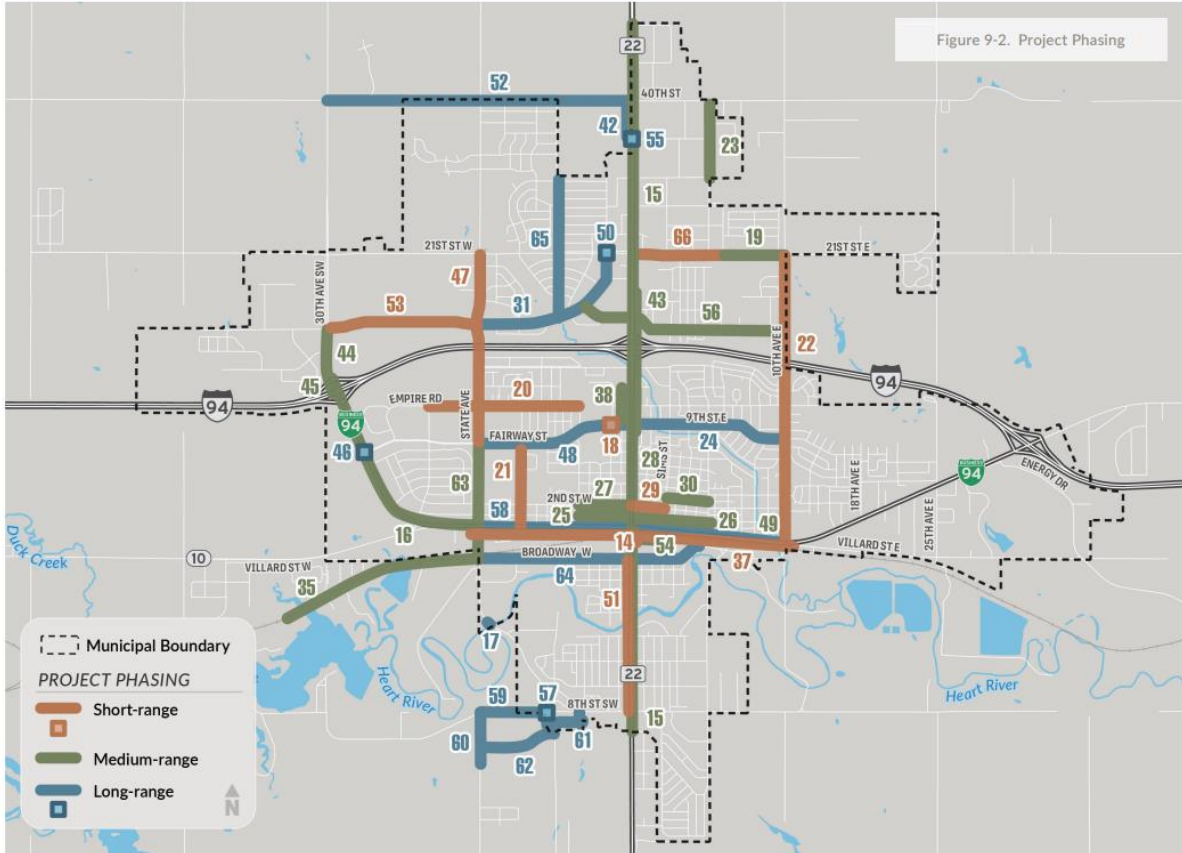 Figure 9-2. Project Phasing
22
52
40TH ST
42
55
23
15
65
50
66
19
21ST ST W
21ST ST E
47
30TH AVE SW
53
31
43
56
44
10TH AVE E
22
45
94
EMPIRE RD
20
38
94
BUSINESS
94
STATE AVE
FAIRWAY ST
18
9TH ST E
24
46
48
21
28
63
2ND ST W
27
29
30
18TH AVE E
25TH AVE E
BUSINESS
94
ENERGY DR
58
25
26
49
16
14
54
37
VILLARD ST E
BROADWAY W
10
VILLARD ST W
64
35
51
Duck Creek
17
22
Heart River
Heart River
59
57
8TH ST SW
15
60
61
62
Municipal Boundary
PROJECT PHASING
Short-range
Medium-range
Long-range
N